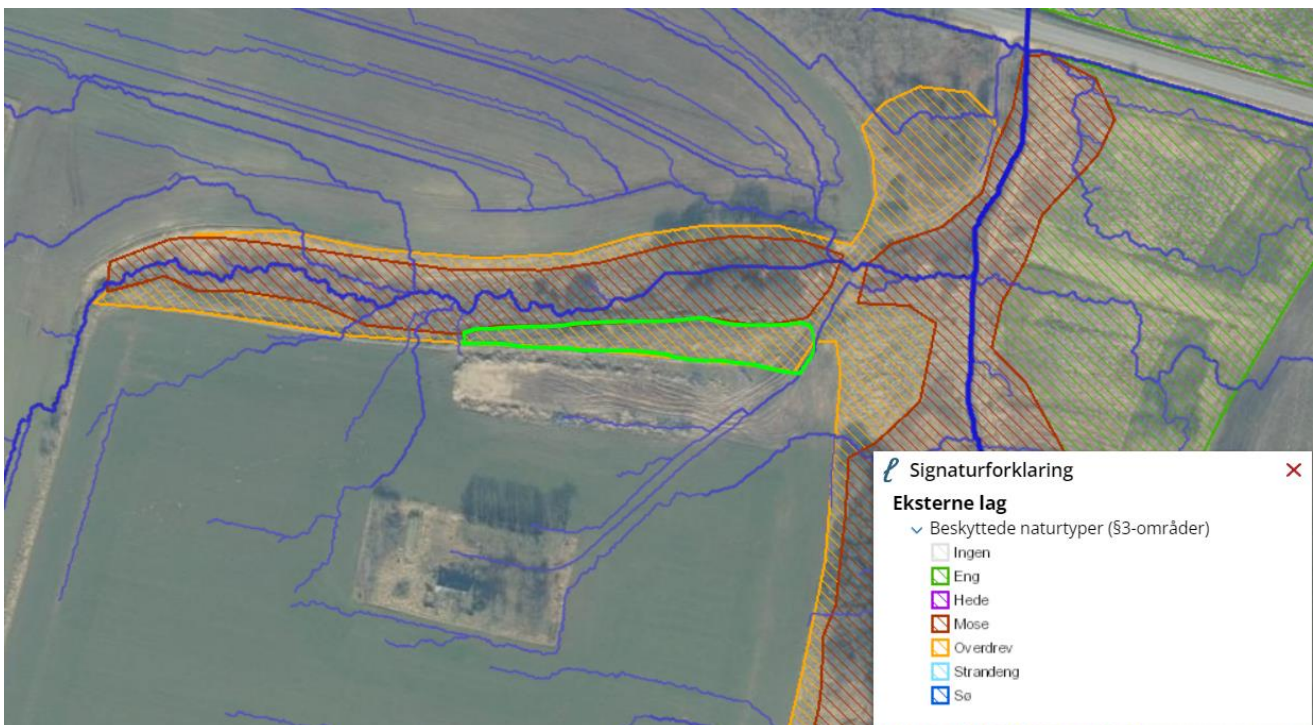 Signaturforklaring
Eksterne lag
Beskyttede naturtyper (§3-områder)
Ingen
Eng
Hede
Mose
Overdrev
Strandeng
Sø